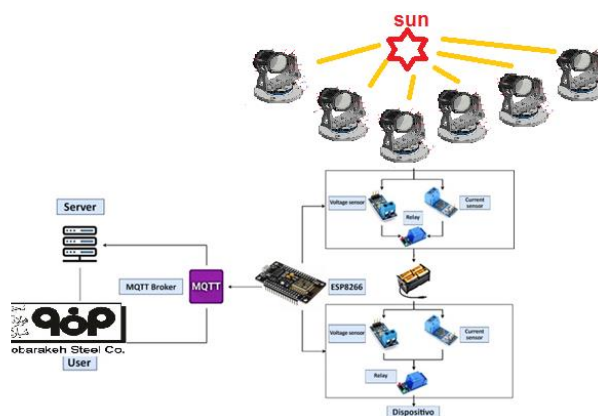 sun
Voltage sensor
Current
sensor
Relay
Server
MQTT Broker
MQTT
ESP8266
Voltage sensor
Current
sensor
obarakeh Steel Co.
User
Relay
Dispositivo